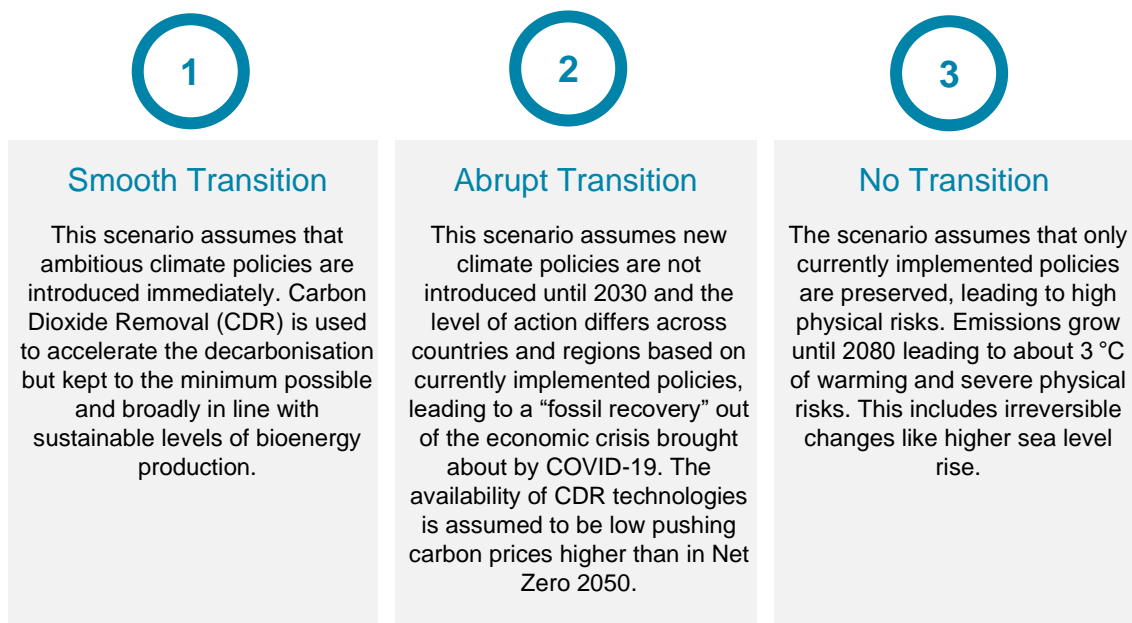 1
Smooth Transition
This scenario assumes that
ambitious climate policies are
introduced immediately. Carbon
Dioxide Removal (CDR) is used
to accelerate the decarbonisation
but kept to the minimum possible
and broadly in line with
sustainable levels of bioenergy
production.
2
Abrupt Transition
This scenario assumes new
climate policies are not
introduced until 2030 and the
level of action differs across
countries and regions based on
currently implemented policies,
leading to a “fossil recovery” out
of the economic crisis brought
about by COVID-19. The
availability of CDR technologies
is assumed to be low pushing
carbon prices higher than in Net
Zero 2050.
3
No Transition
The scenario assumes that only
currently implemented policies
are preserved, leading to high
physical risks. Emissions grow
until 2080 leading to about 3 °C
of warming and severe physical
risks. This includes irreversible
changes like higher sea level
rise.